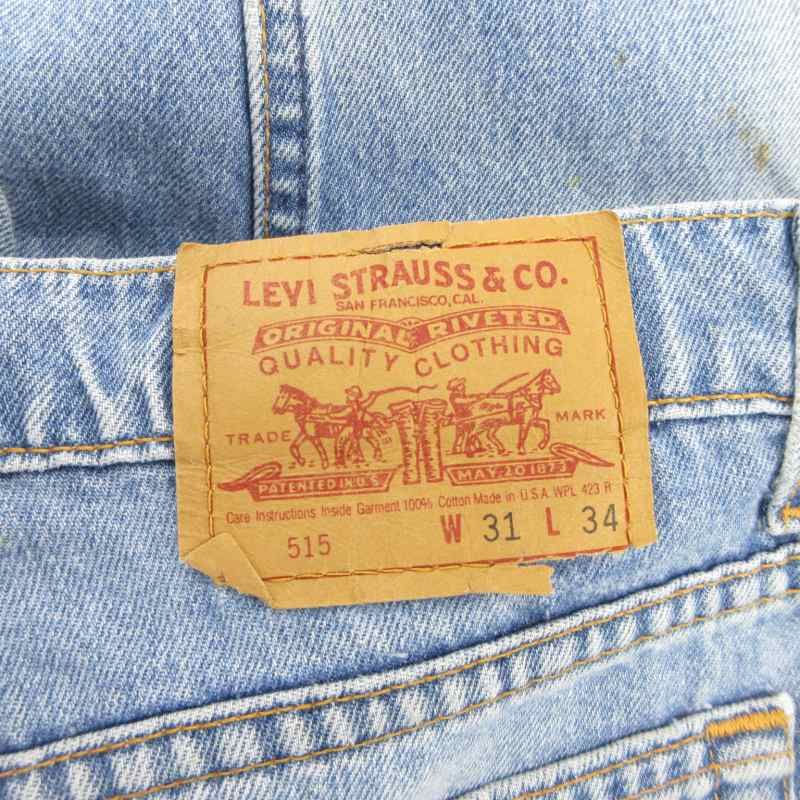 LEVI STRAUSS & CO.
SAN FRANCISCO, CAL.
ORIGINAL RIVETED
QUALITY CLOTHING
TRADE MARK
PATENTED IN U.S. MAY 20 1873
Care Instructions Inside Garment 100% Cotton Made in U.S.A. WPL 423 R
515 W 31 L 34